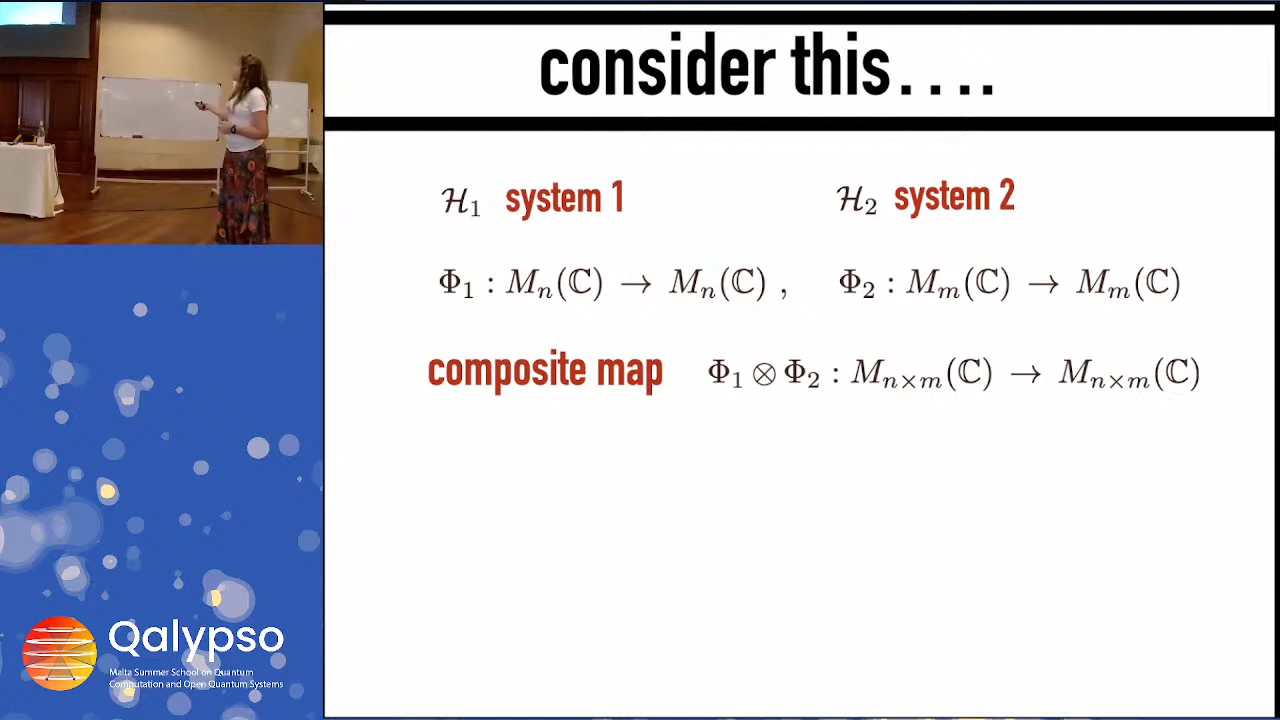 consider this....
ℋ₁ system 1 ℋ₂ system 2
Φ₁ : Mₙ(ℂ) → Mₙ(ℂ) , Φ₂ : Mₘ(ℂ) → Mₘ(ℂ)
composite map Φ₁ ⊗ Φ₂ : Mₙₓₘ(ℂ) → Mₙₓₘ(ℂ)
Qalypso
Malta Summer School on Quantum
Computation and Open Quantum Systems